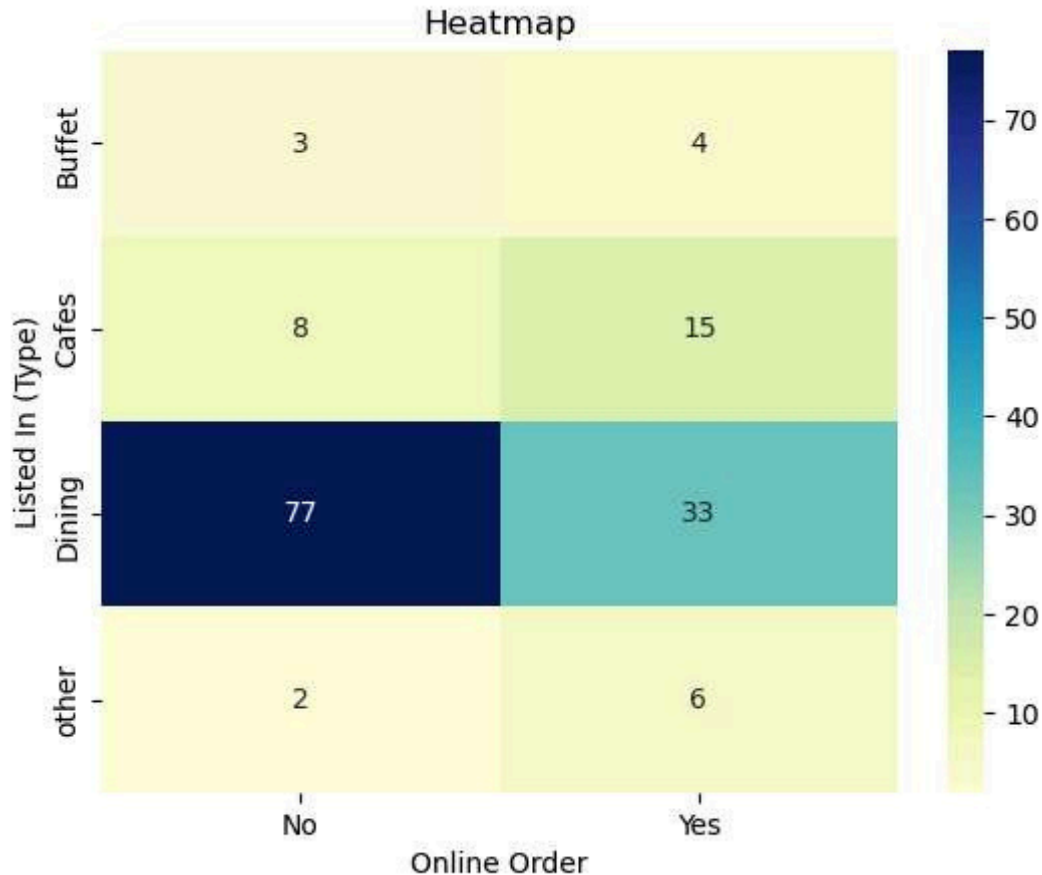 Heatmap
Listed In (Type)
Buffet
3
4
Cafes
8
15
Dining
77
33
other
2
6
No
Yes
Online Order
70
60
50
40
30
20
10